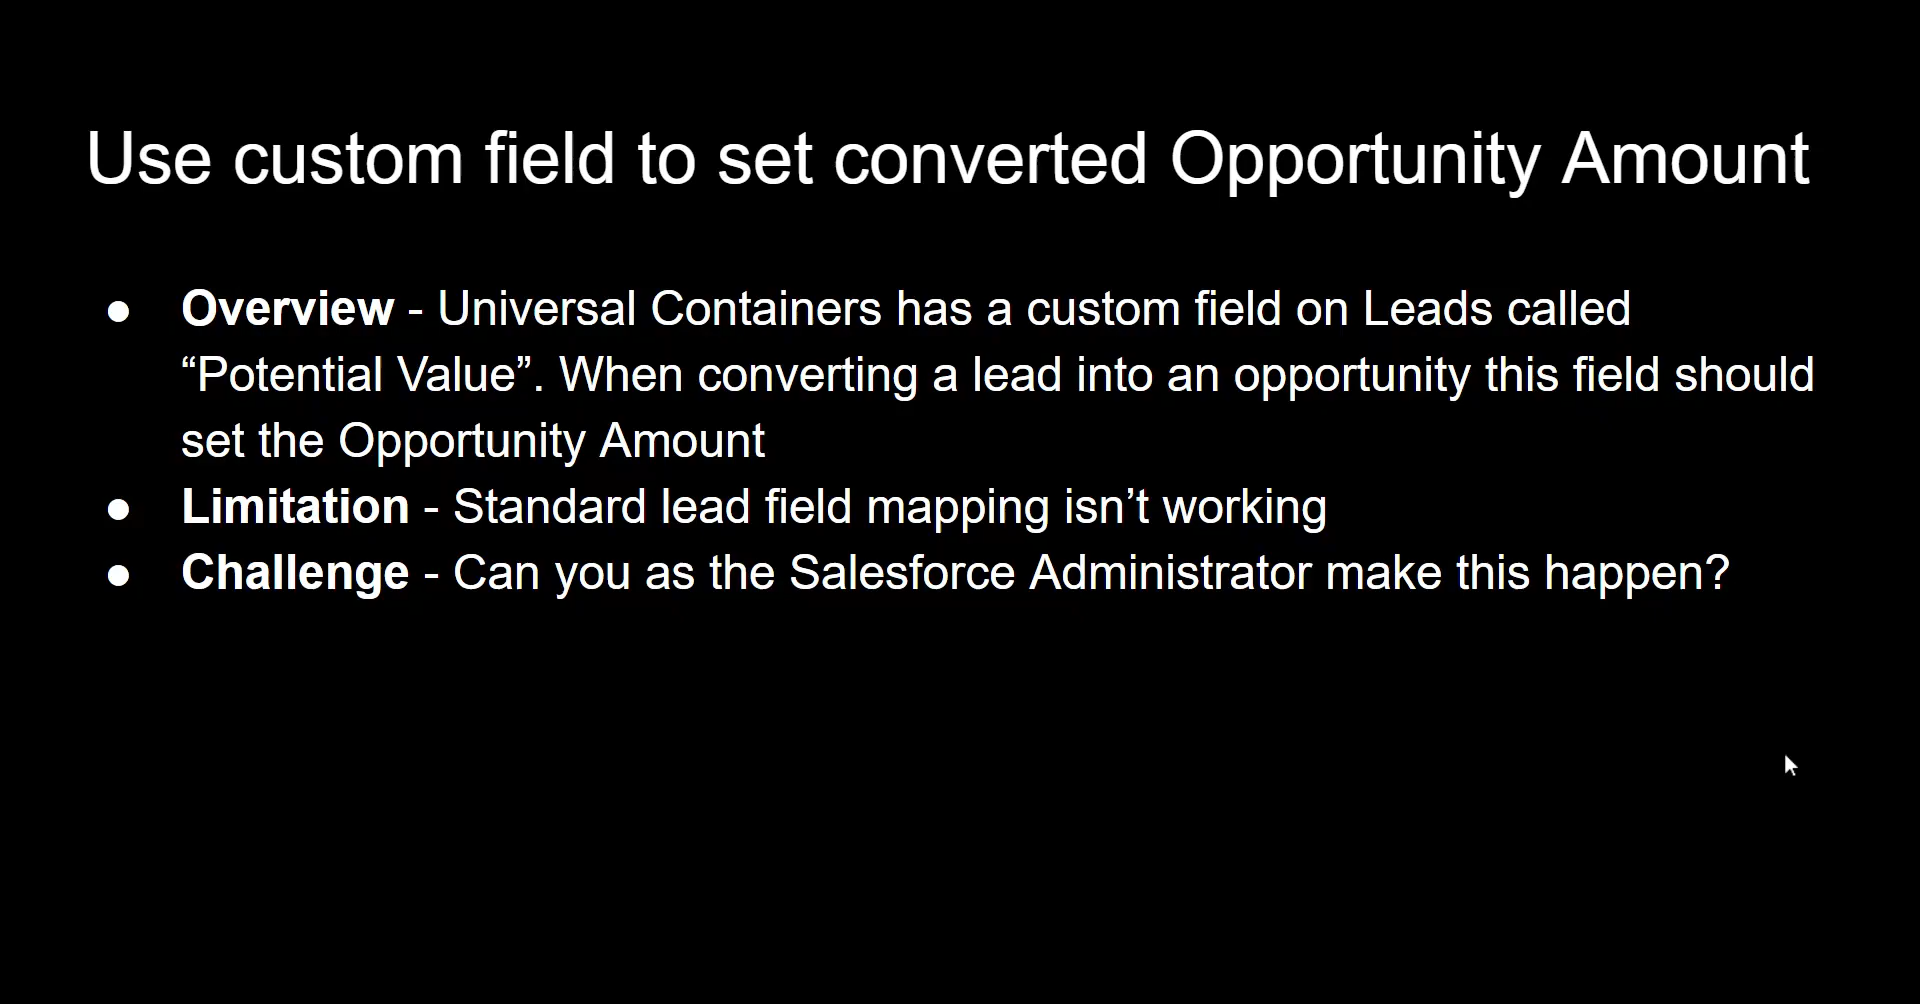 Use custom field to set converted Opportunity Amount
● Overview - Universal Containers has a custom field on Leads called
“Potential Value”. When converting a lead into an opportunity this field should
set the Opportunity Amount
● Limitation - Standard lead field mapping isn’t working
● Challenge - Can you as the Salesforce Administrator make this happen?